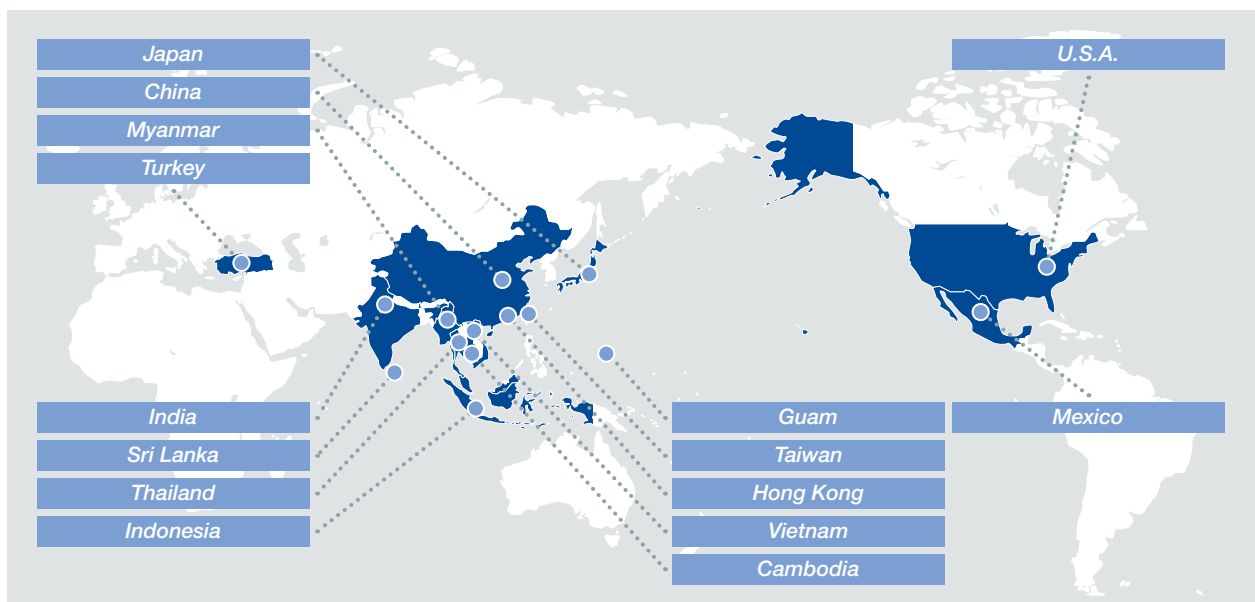 Japan
China
Myanmar
Turkey
U.S.A.
India
Sri Lanka
Thailand
Indonesia
Guam
Taiwan
Hong Kong
Vietnam
Cambodia
Mexico